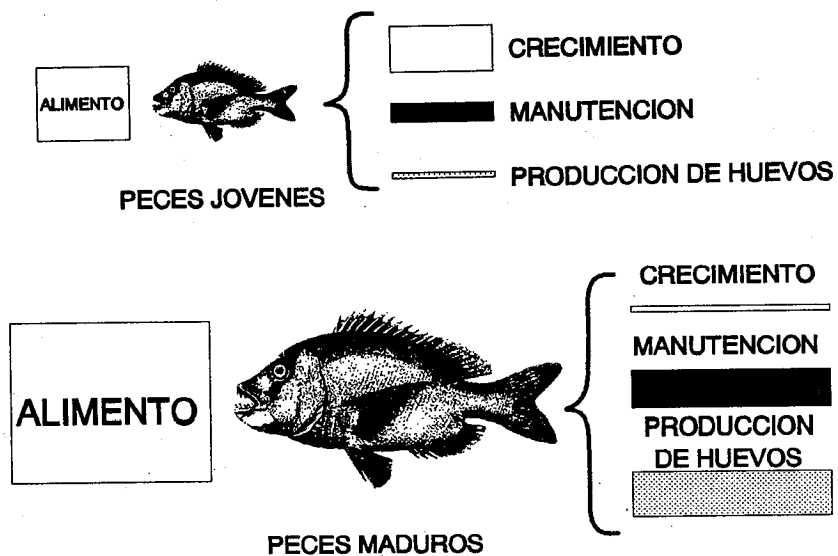 CRECIMIENTO
ALIMENTO
MANUTENCION
PRODUCCION DE HUEVOS
PECES JOVENES
CRECIMIENTO
MANUTENCION
ALIMENTO
PRODUCCION
DE HUEVOS
PECES MADUROS